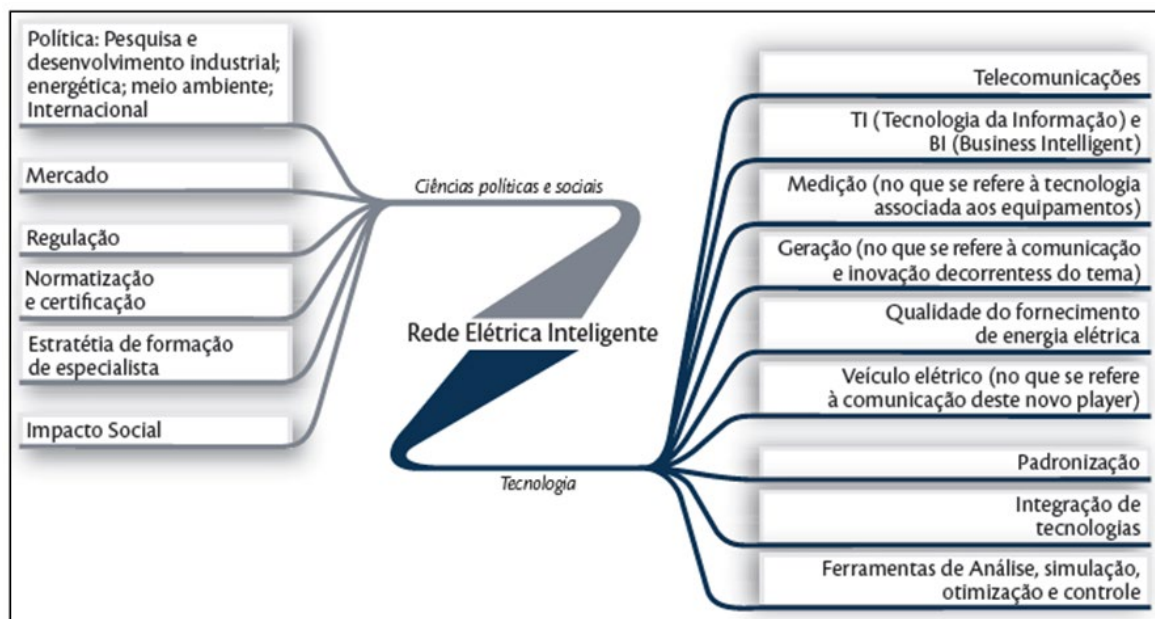 Política: Pesquisa e
desenvolvimento industrial;
energética; meio ambiente;
Internacional
Mercado
Regulação
Normatização
e certificação
Estratétia de formação
de especialista
Impacto Social
Ciências políticas e sociais
Rede Elétrica Inteligente
Tecnologia
Telecomunicações
TI (Tecnologia da Informação) e
BI (Business Intelligent)
Medição (no que se refere à tecnologia
associada aos equipamentos)
Geração (no que se refere à comunicação
e inovação decorrentess do tema)
Qualidade do fornecimento
de energia elétrica
Veículo elétrico (no que se refere
à comunicação deste novo player)
Padronização
Integração de
tecnologias
Ferramentas de Análise, simulação,
otimização e controle